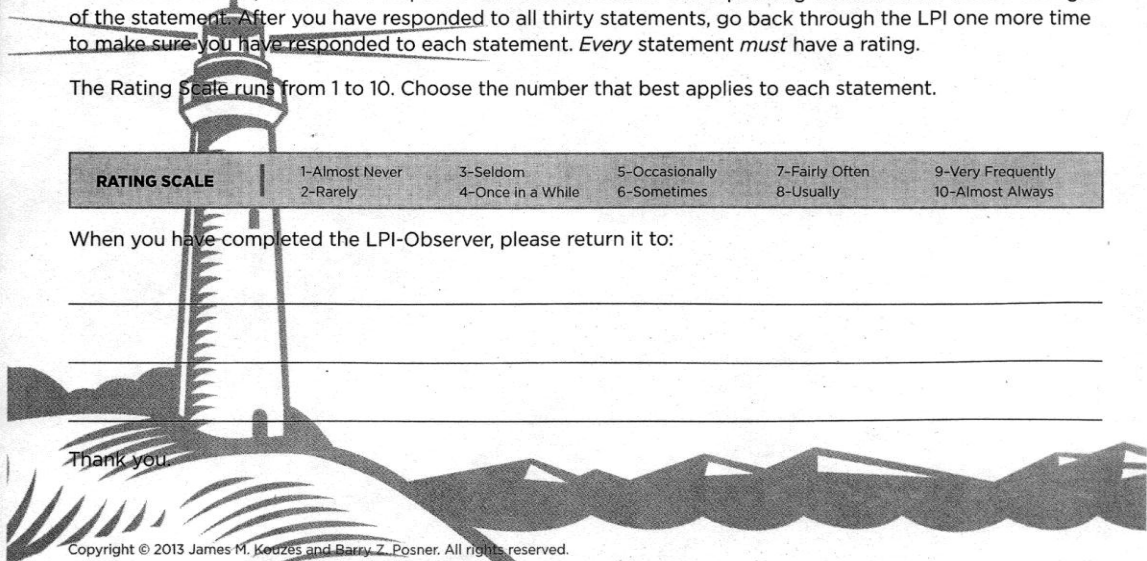 of the statement. After you have responded to all thirty statements, go back through the LPI one more time
to make sure you have responded to each statement. Every statement must have a rating.
The Rating Scale runs from 1 to 10. Choose the number that best applies to each statement.
RATING SCALE
1–Almost Never 3–Seldom 5–Occasionally 7–Fairly Often 9–Very Frequently
2–Rarely 4–Once in a While 6–Sometimes 8–Usually 10–Almost Always
When you have completed the LPI-Observer, please return it to:
Thank you.
Copyright © 2013 James M. Kouzes and Barry Z. Posner. All rights reserved.